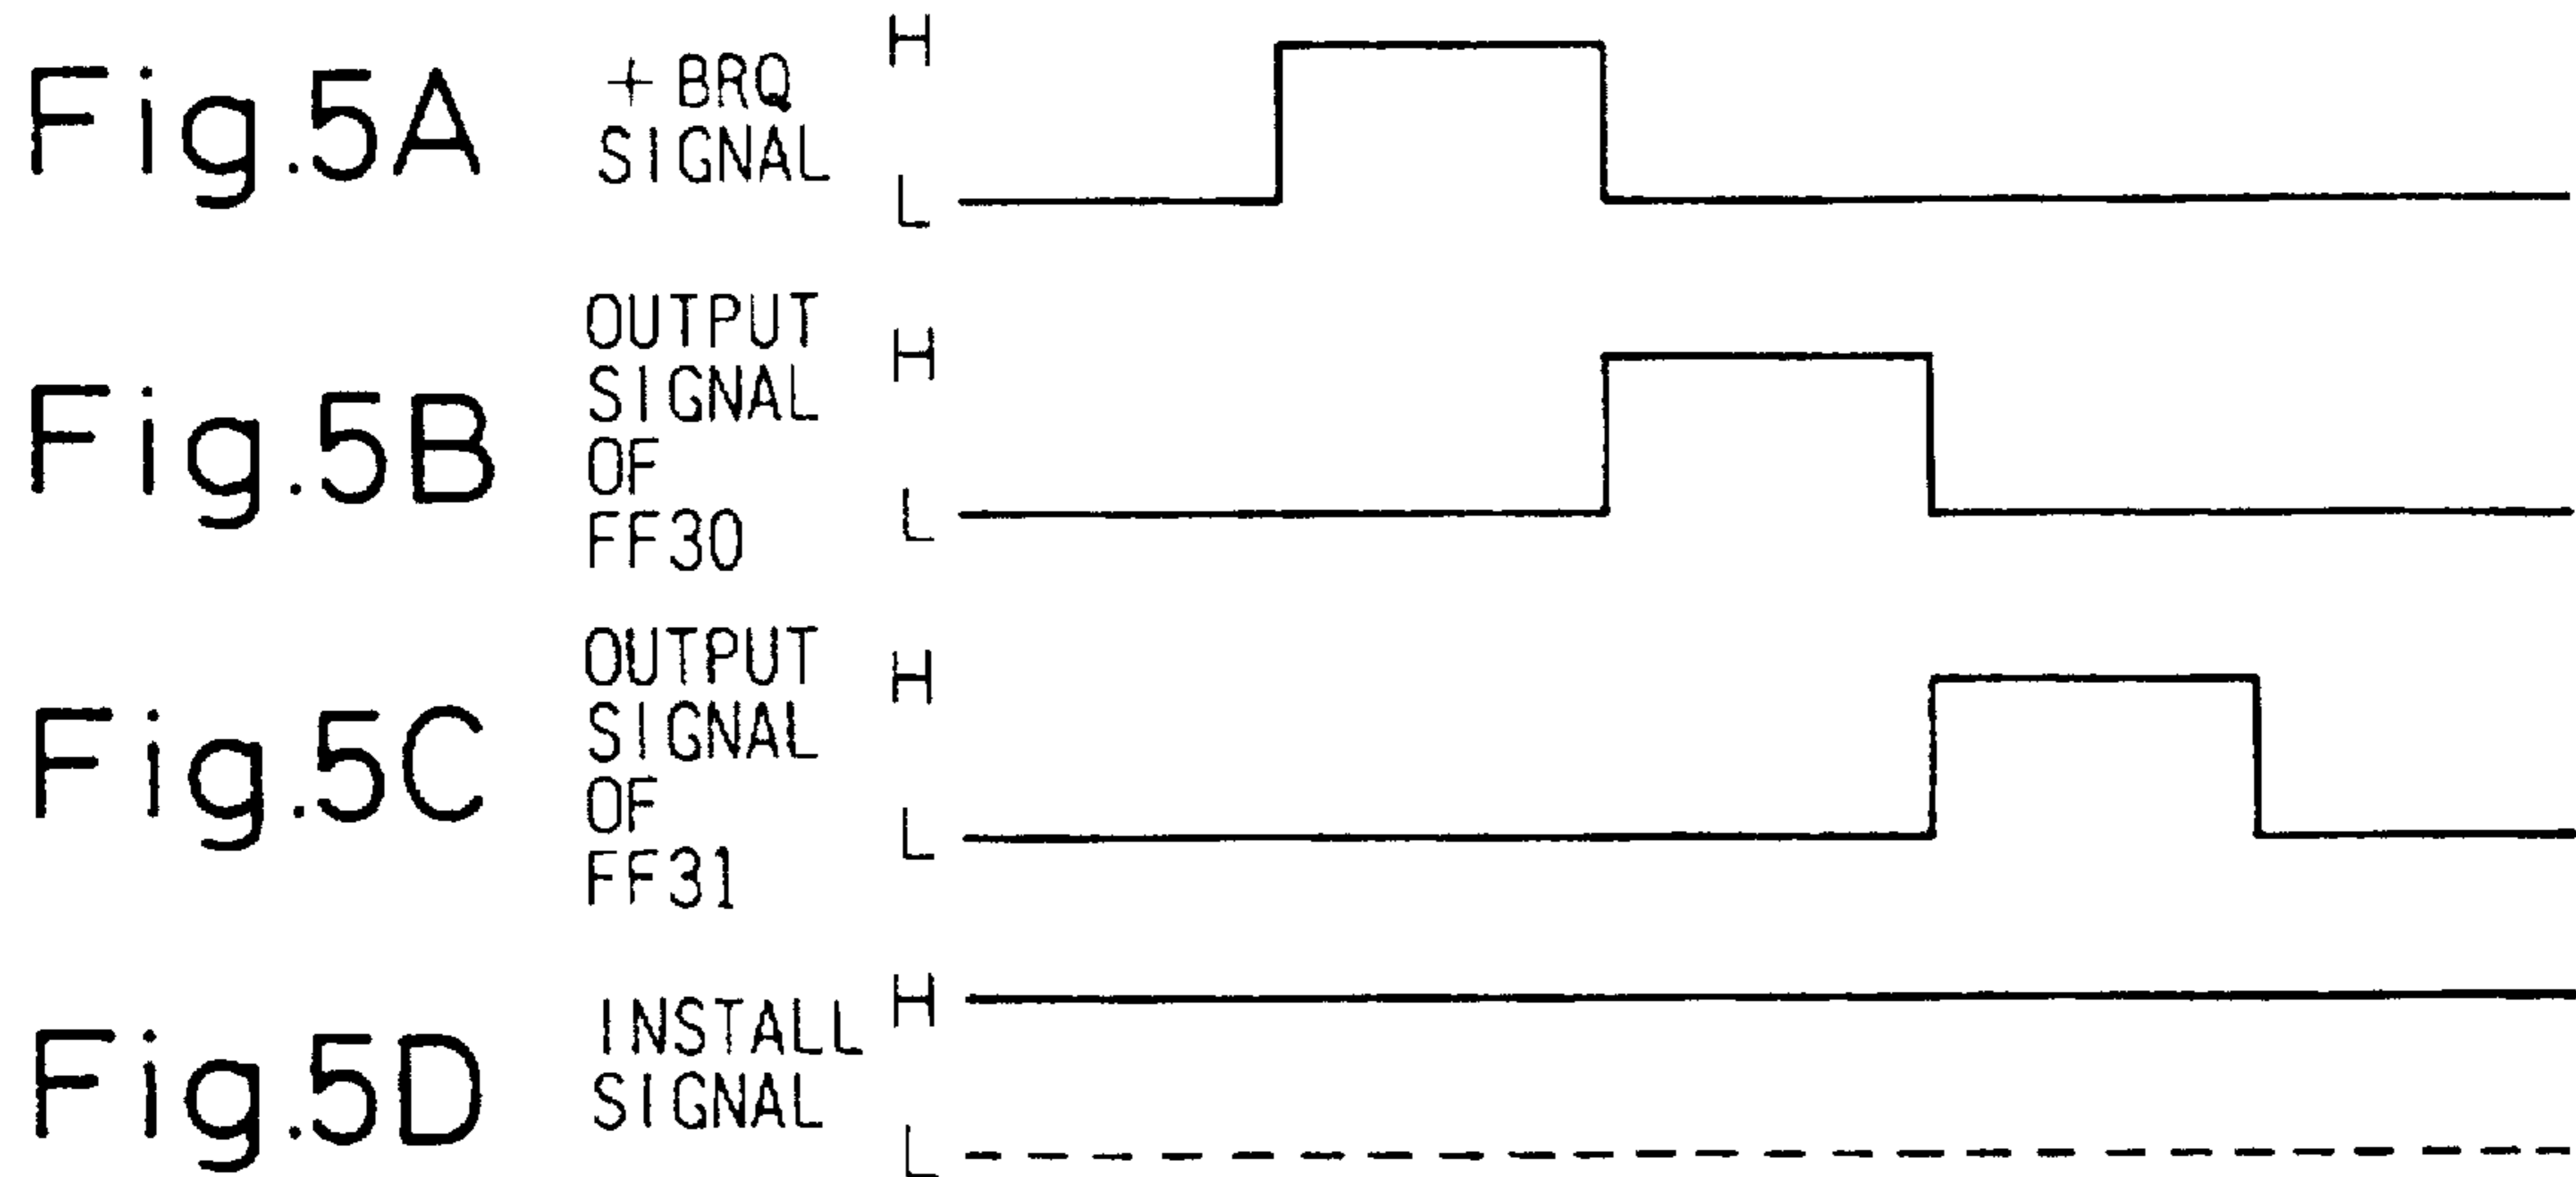 Fig.5A
+ BRQ
SIGNAL
H
L
Fig.5B
OUTPUT
SIGNAL
OF
FF30
H
L
Fig.5C
OUTPUT
SIGNAL
OF
FF31
H
L
Fig.5D
INSTALL
SIGNAL
H
L